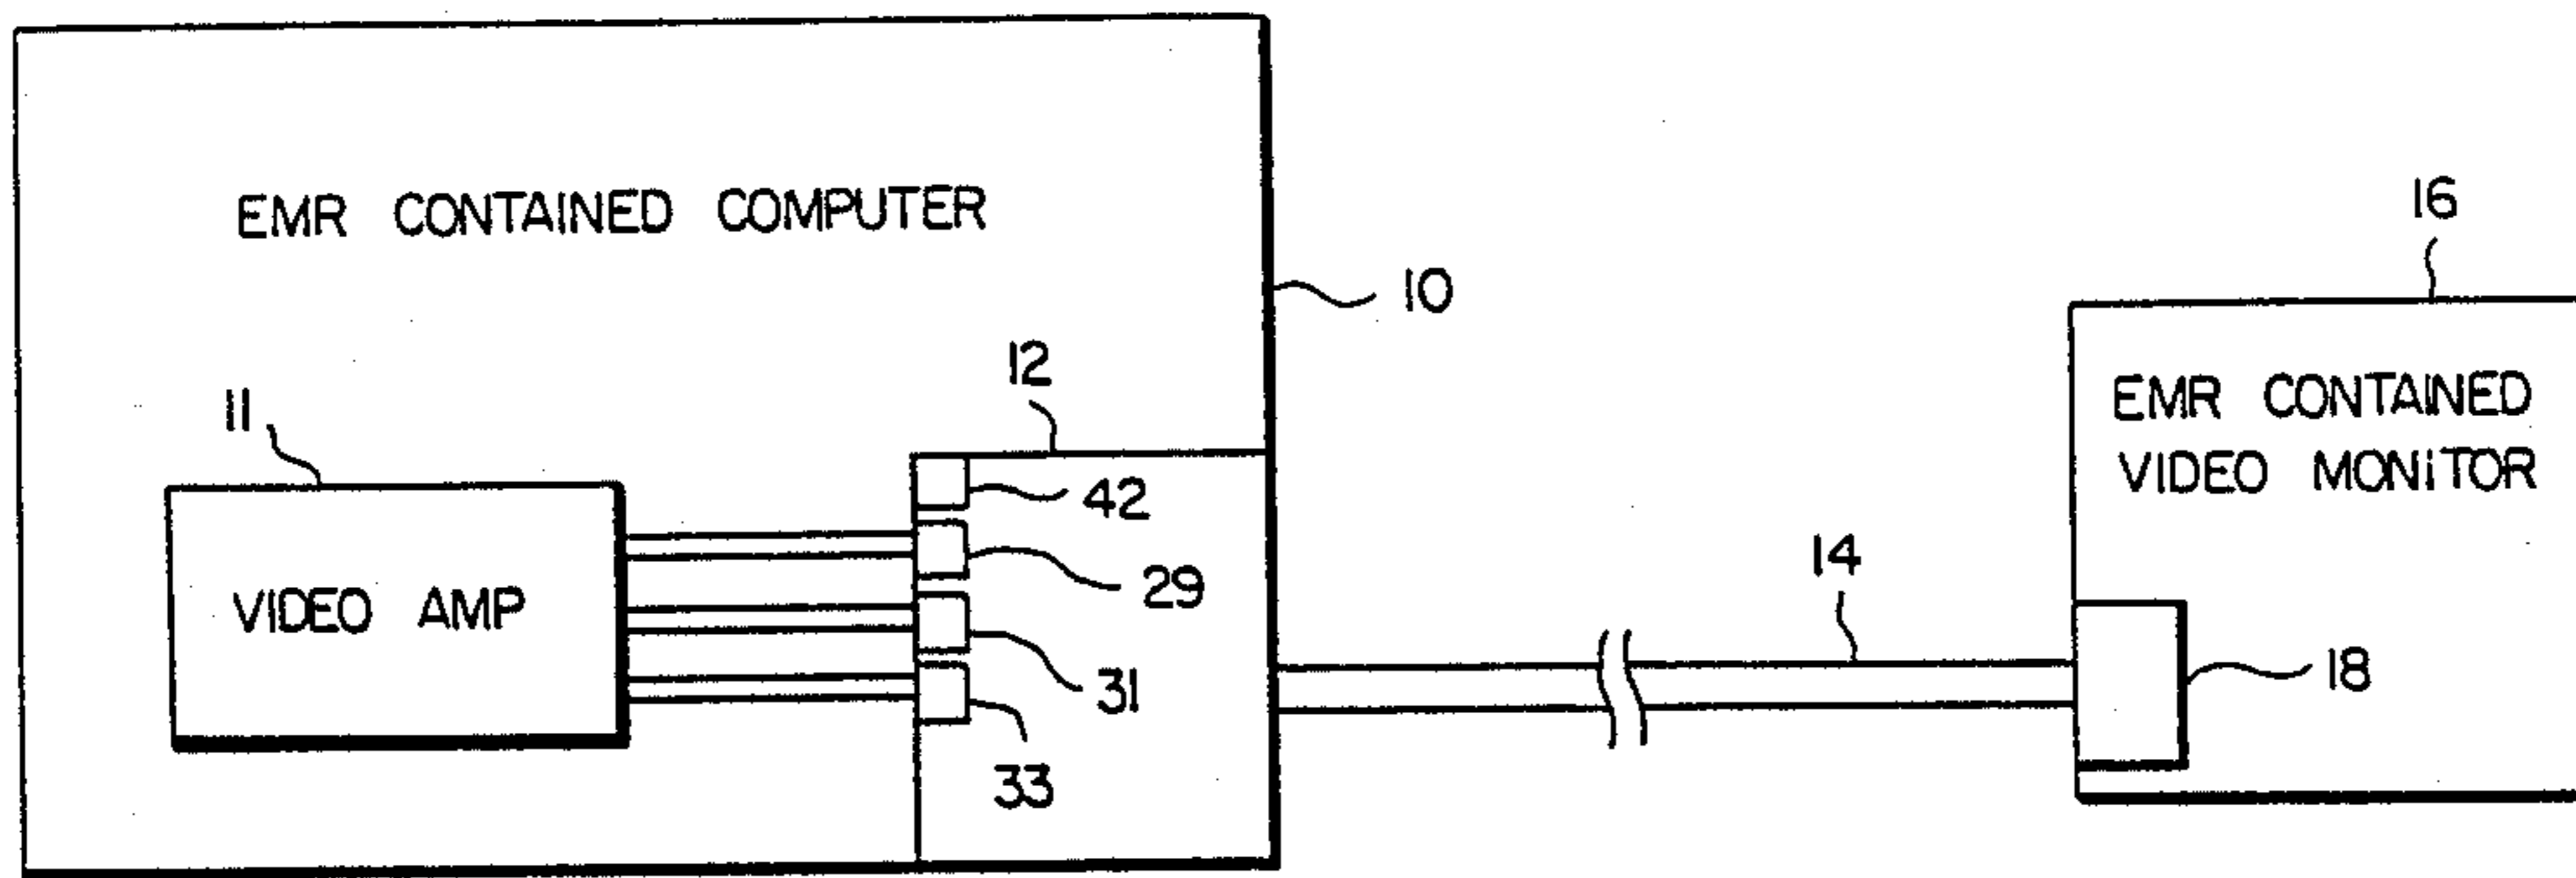 EMR CONTAINED COMPUTER
10
16
EMR CONTAINED
VIDEO MONiTOR
12
11
42
VIDEO AMP
29
14
31
18
33